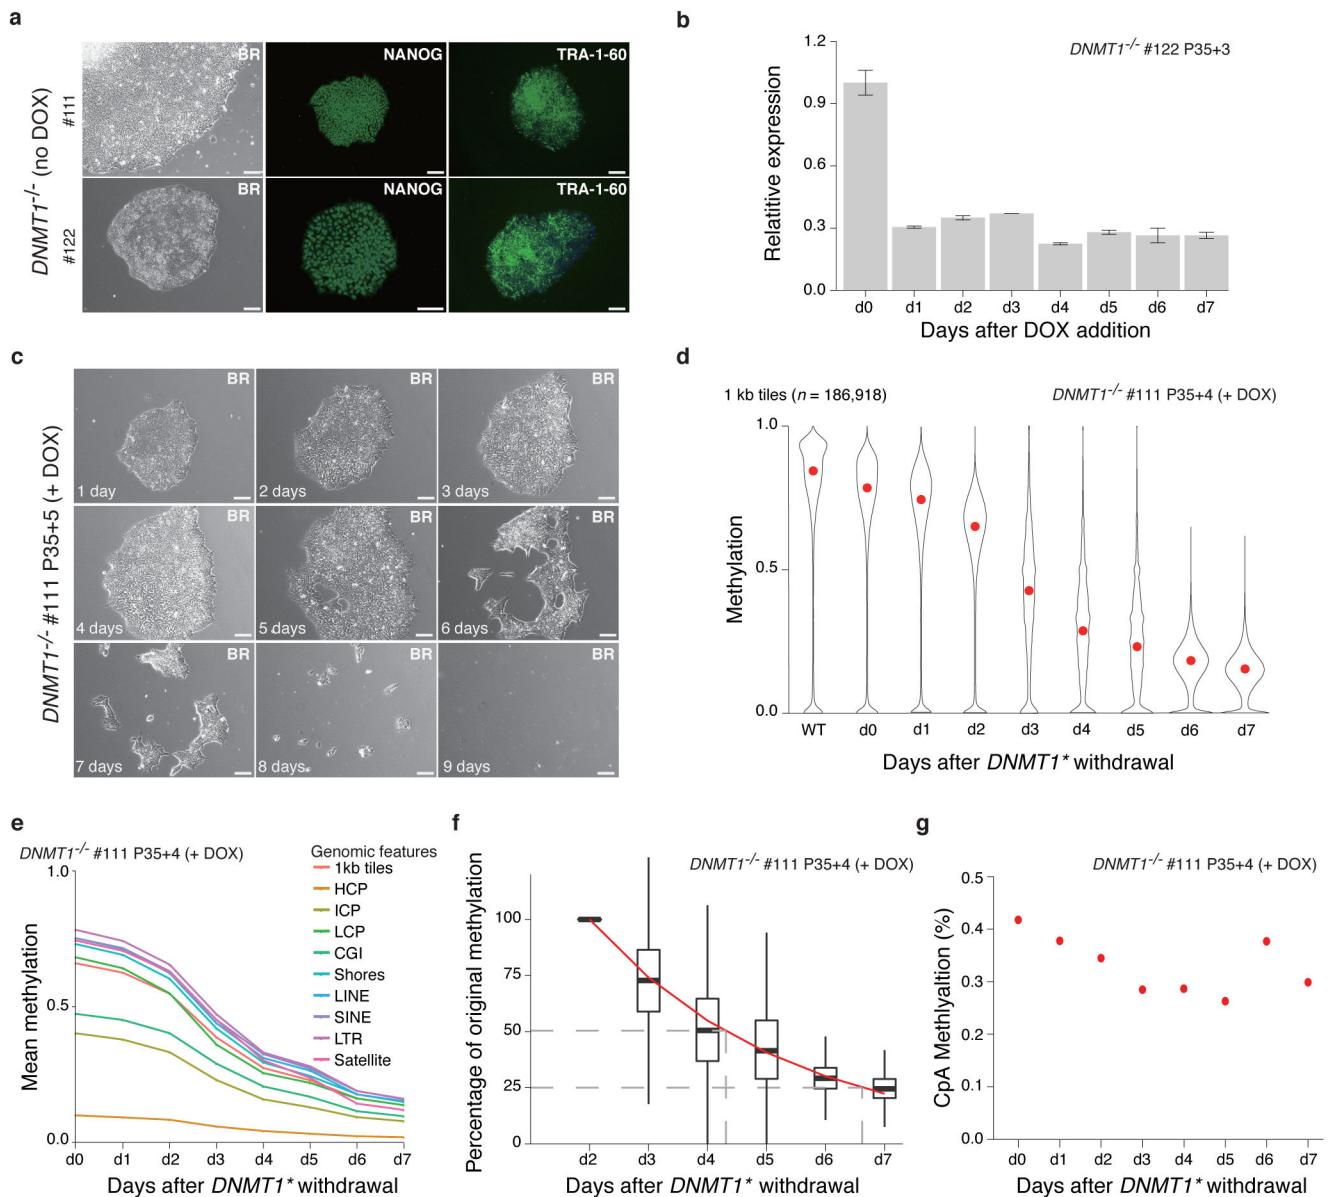 a
DNMT1-/- (no DOX)
#111
#122
BR
NANOG
TRA-1-60
BR
NANOG
TRA-1-60
b
DNMT1-/- #122 P35+3
Relatitive expression
1.2
0.9
0.6
0.3
0.0
d0 d1 d2 d3 d4 d5 d6 d7
Days after DOX addition
c
DNMT1-/- #111 P35+5 (+ DOX)
BR
1 day
BR
2 days
BR
3 days
BR
4 days
BR
5 days
BR
6 days
BR
7 days
BR
8 days
BR
9 days
d
1 kb tiles (n = 186,918)
DNMT1-/- #111 P35+4 (+ DOX)
Methylation
1.0
0.5
0.0
WT d0 d1 d2 d3 d4 d5 d6 d7
Days after DNMT1* withdrawal
e
DNMT1-/- #111 P35+4 (+ DOX)
Mean methylation
1.0
0.5
0.0
Genomic features
1kb tiles
HCP
ICP
LCP
CGI
Shores
LINE
SINE
LTR
Satellite
d0 d1 d2 d3 d4 d5 d6 d7
Days after DNMT1* withdrawal
f
DNMT1-/- #111 P35+4 (+ DOX)
Percentage of original methylation
100
75
50
25
0
d2 d3 d4 d5 d6 d7
Days after DNMT1* withdrawal
g
DNMT1-/- #111 P35+4 (+ DOX)
CpA Methlyaltion (%)
0.5
0.4
0.3
0.2
0.1
0.0
d0 d1 d2 d3 d4 d5 d6 d7
Days after DNMT1* withdrawal